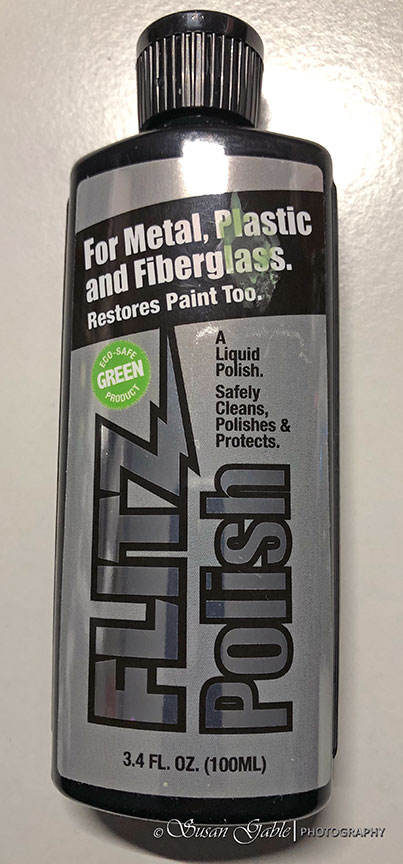 For Metal, Plastic
and Fiberglass.
Restores Paint Too.
ECO-SAFE
GREEN
PRODUCT
A
Liquid
Polish.
Safely
Cleans,
Polishes &
Protects.
FLITZ
Polish
3.4 FL. OZ. (100ML)
© Susan Gable | PHOTOGRAPHY